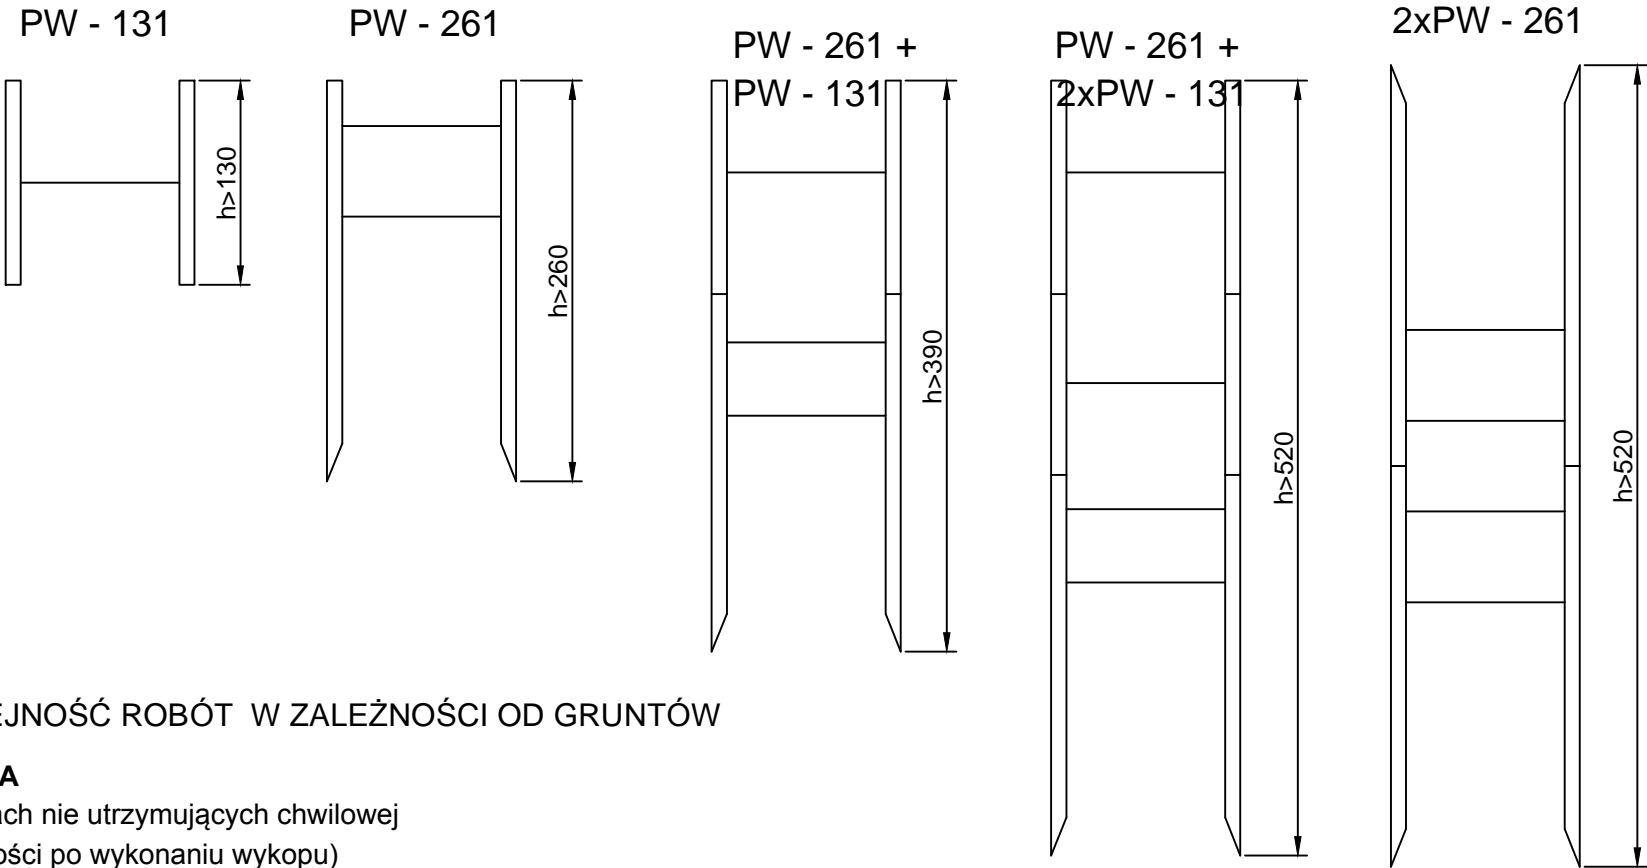 PW - 131
PW - 261
PW - 261 +
PW - 131
PW - 261 +
2xPW - 131
2xPW - 261
h>130
h>260
h>390
h>520
h>520
EJNOŚĆ ROBÓT W ZALEŻNOŚCI OD GRUNTÓW
A
ach nie utrzymujących chwilowej
ości po wykonaniu wykopu)